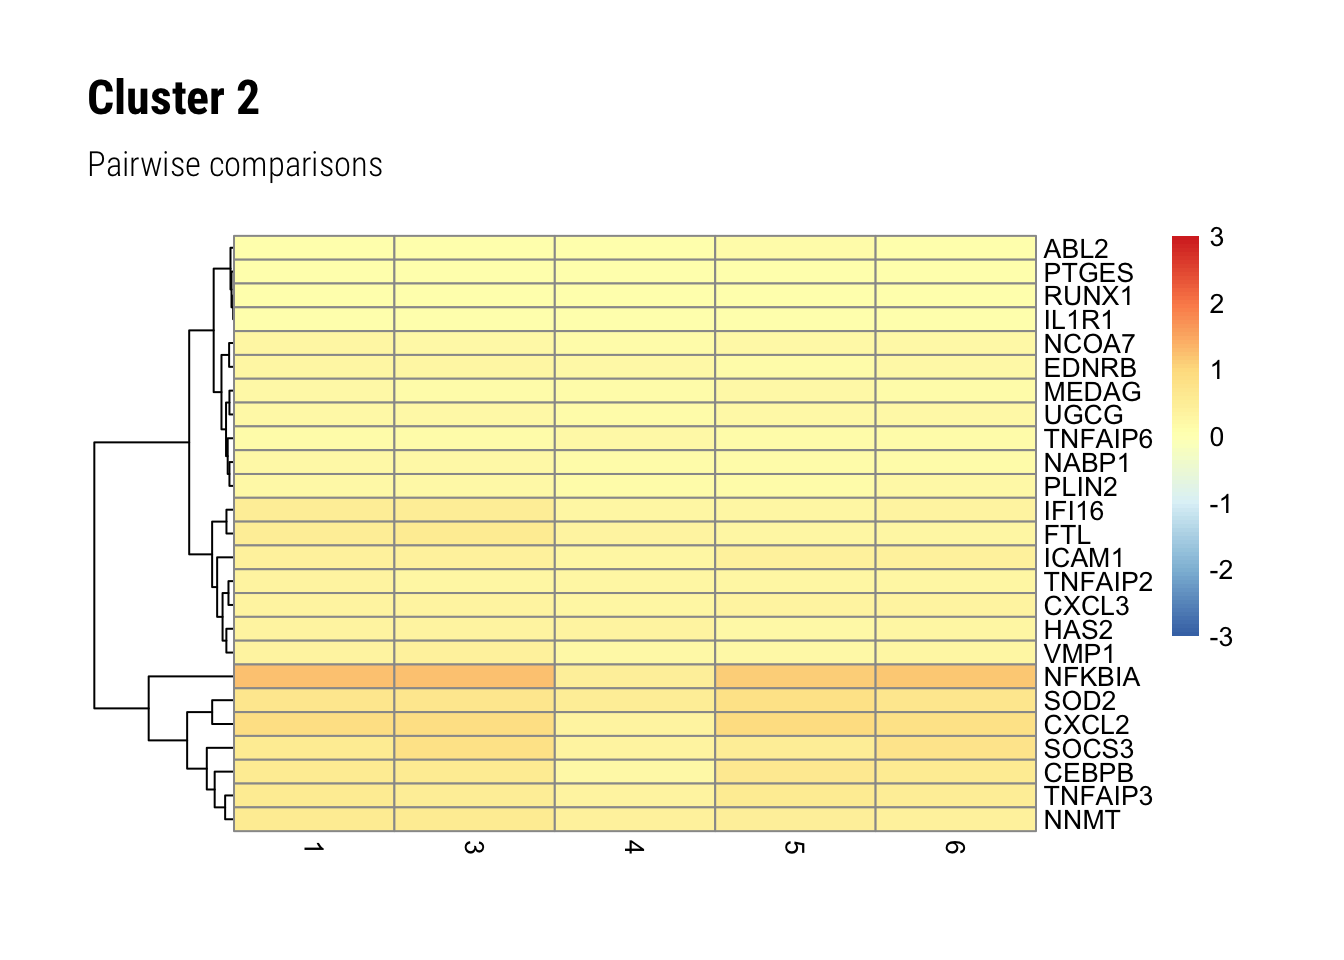 Cluster 2
Pairwise comparisons
ABL2
PTGES
RUNX1
IL1R1
NCOA7
EDNRB
MEDAG
UGCG
TNFAIP6
NABP1
PLIN2
IFI16
FTL
ICAM1
TNFAIP2
CXCL3
HAS2
VMP1
NFKBIA
SOD2
CXCL2
SOCS3
CEBPB
TNFAIP3
NNMT
3
2
1
0
-1
-2
-3
1 3 4 5 6